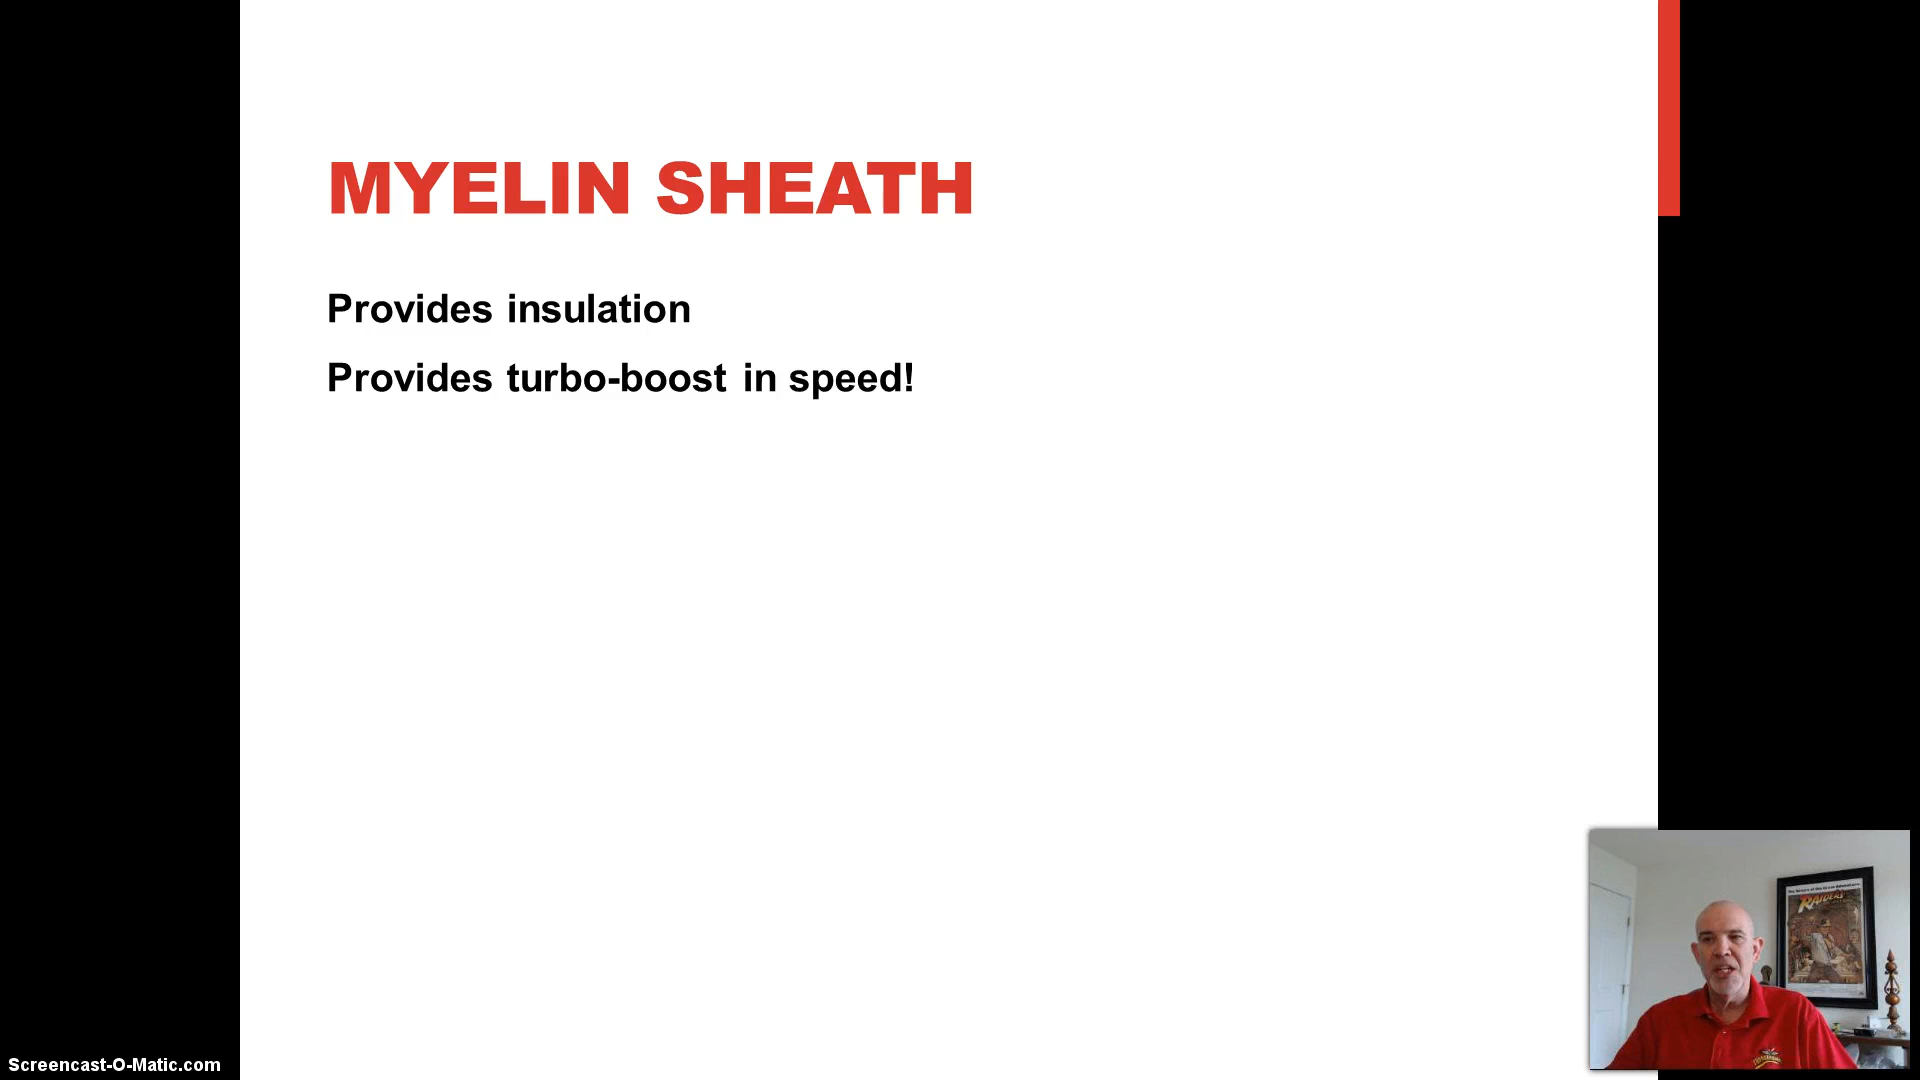 MYELIN SHEATH
Provides insulation
Provides turbo-boost in speed!
RAIDERS
Screencast-O-Matic.com